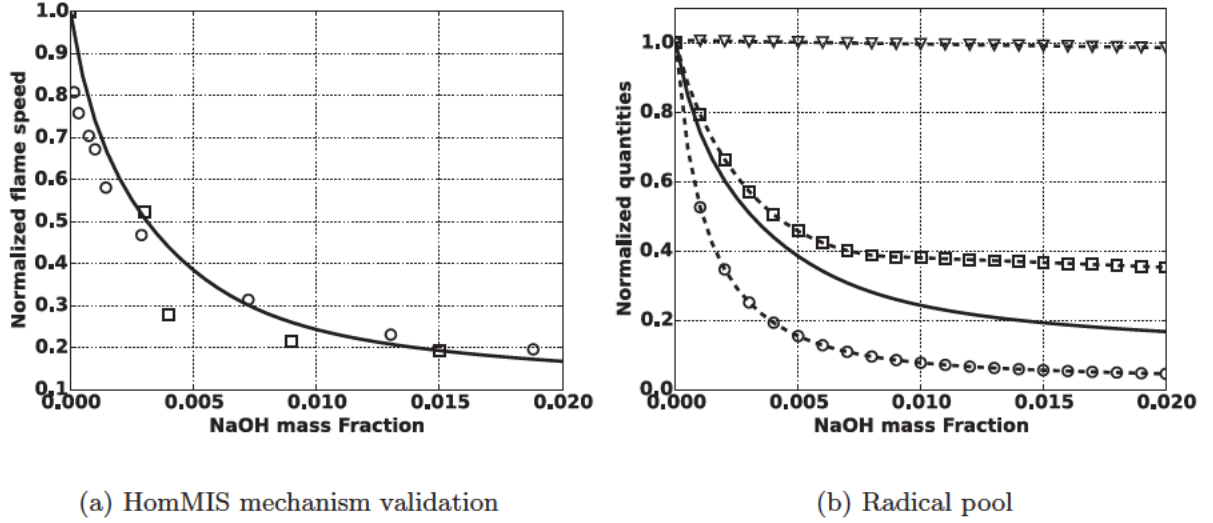 1.0
0.9
0.8
0.7
0.6
0.5
0.4
0.3
0.2
0.1
Normalized flame speed
0.000 0.005 0.010 0.015 0.020
NaOH mass Fraction
(a) HomMIS mechanism validation
1.0
0.8
0.6
0.4
0.2
0.0
Normalized quantities
0.000 0.005 0.010 0.015 0.020
NaOH mass Fraction
(b) Radical pool